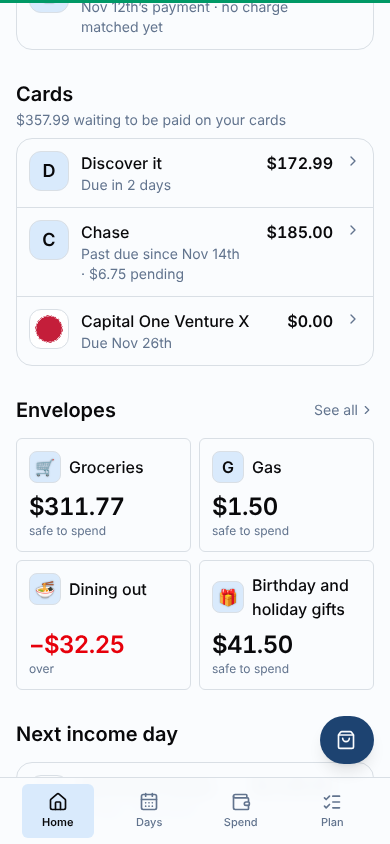 Nov 12th's payment · no charge
matched yet
Cards
$357.99 waiting to be paid on your cards
D
Discover it
$172.99
Due in 2 days
C
Chase
$185.00
Past due since Nov 14th
· $6.75 pending
Capital One Venture X
$0.00
Due Nov 26th
Envelopes
See all
Groceries
$311.77
safe to spend
G
Gas
$1.50
safe to spend
Dining out
–$32.25
over
Birthday and
holiday gifts
$41.50
safe to spend
Next income day
Home
Days
Spend
Plan